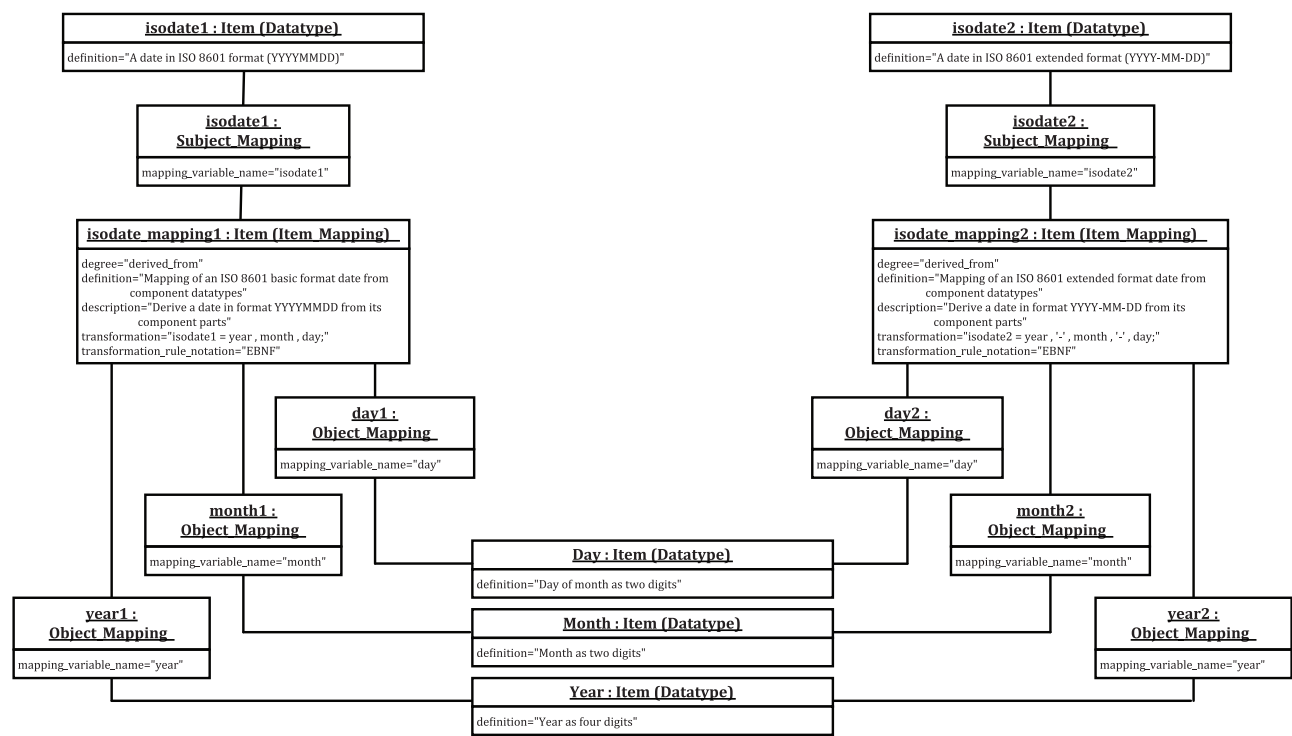 isodate1 : Item (Datatype)
definition="A date in ISO 8601 format (YYYYMMDD)"
isodate1 :
Subject_Mapping
mapping_variable_name="isodate1"
isodate_mapping1 : Item (Item_Mapping)
degree="derived_from"
definition="Mapping of an ISO 8601 basic format date from
component datatypes"
description="Derive a date in format YYYYMMDD from its
component parts"
transformation="isodate1 = year , month , day;"
transformation_rule_notation="EBNF"
day1 :
Object_Mapping
mapping_variable_name="day"
month1 :
Object_Mapping
mapping_variable_name="month"
year1 :
Object_Mapping
mapping_variable_name="year"
isodate2 : Item (Datatype)
definition="A date in ISO 8601 extended format (YYYY-MM-DD)"
isodate2 :
Subject_Mapping
mapping_variable_name="isodate2"
isodate_mapping2 : Item (Item_Mapping)
degree="derived_from"
definition="Mapping of an ISO 8601 extended format date from
component datatypes"
description="Derive a date in format YYYY-MM-DD from its
component parts"
transformation="isodate2 = year , '-' , month , '-' , day;"
transformation_rule_notation="EBNF"
day2 :
Object_Mapping
mapping_variable_name="day"
month2 :
Object_Mapping
mapping_variable_name="month"
year2 :
Object_Mapping
mapping_variable_name="year"
Day : Item (Datatype)
definition="Day of month as two digits"
Month : Item (Datatype)
definition="Month as two digits"
Year : Item (Datatype)
definition="Year as four digits"